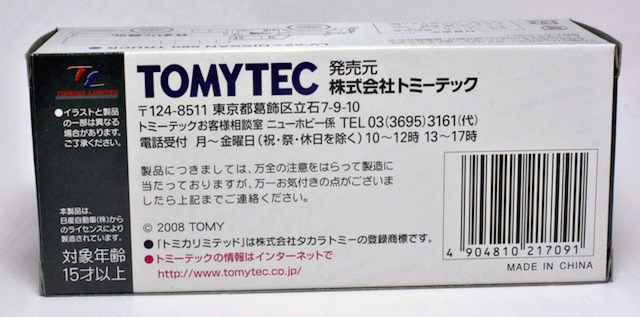 TL
TOMICA LIMITED
●イラストと製品
の一部は異なる
場合があります。
ご了承ください。
本製品は、
日産自動車(株)から
のライセンスにより
製造されています。
対象年齢
15才以上
TOMYTEC 発売元
株式会社トミーテック
〒124-8511 東京都葛飾区立石7-9-10
トミーテックお客様相談室 ニューホビー係 TEL 03(3695)3161(代)
電話受付 月〜金曜日(祝・祭・休日を除く) 10〜12時 13〜17時
製品につきましては、万全の注意をはらって製造に
当たっておりますが、万一お気付きの点がございま
したら上記までご連絡ください。
© 2008 TOMY
●「トミカリミテッド」は株式会社タカラトミーの登録商標です。
●トミーテックの情報はインターネットで
http://www.tomytec.co.jp/
4 904810 217091
MADE IN CHINA